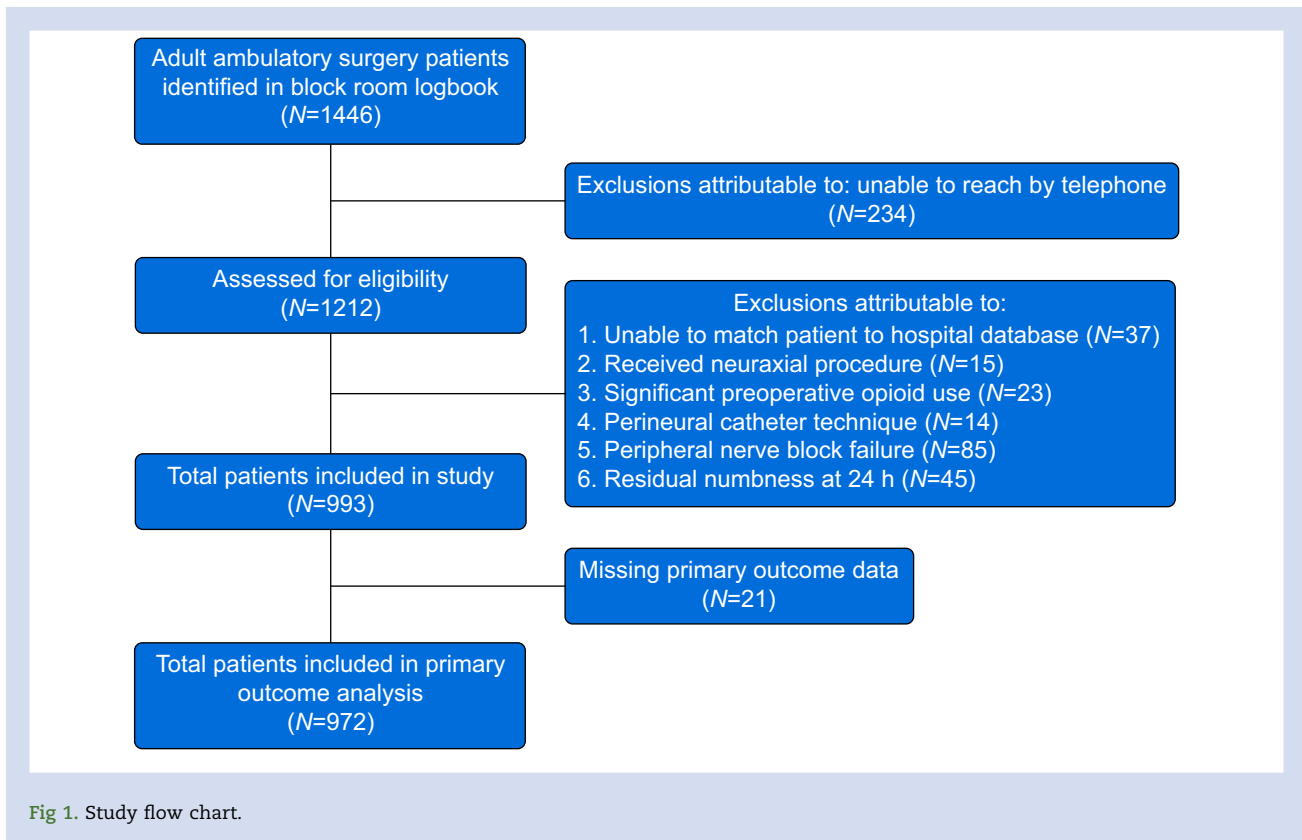 Adult ambulatory surgery patients
identified in block room logbook
(N=1446)
Exclusions attributable to: unable to reach by telephone
(N=234)
Assessed for eligibility
(N=1212)
Exclusions attributable to:
1. Unable to match patient to hospital database (N=37)
2. Received neuraxial procedure (N=15)
3. Significant preoperative opioid use (N=23)
4. Perineural catheter technique (N=14)
5. Peripheral nerve block failure (N=85)
6. Residual numbness at 24 h (N=45)
Total patients included in study
(N=993)
Missing primary outcome data
(N=21)
Total patients included in primary
outcome analysis
(N=972)
Fig 1. Study flow chart.